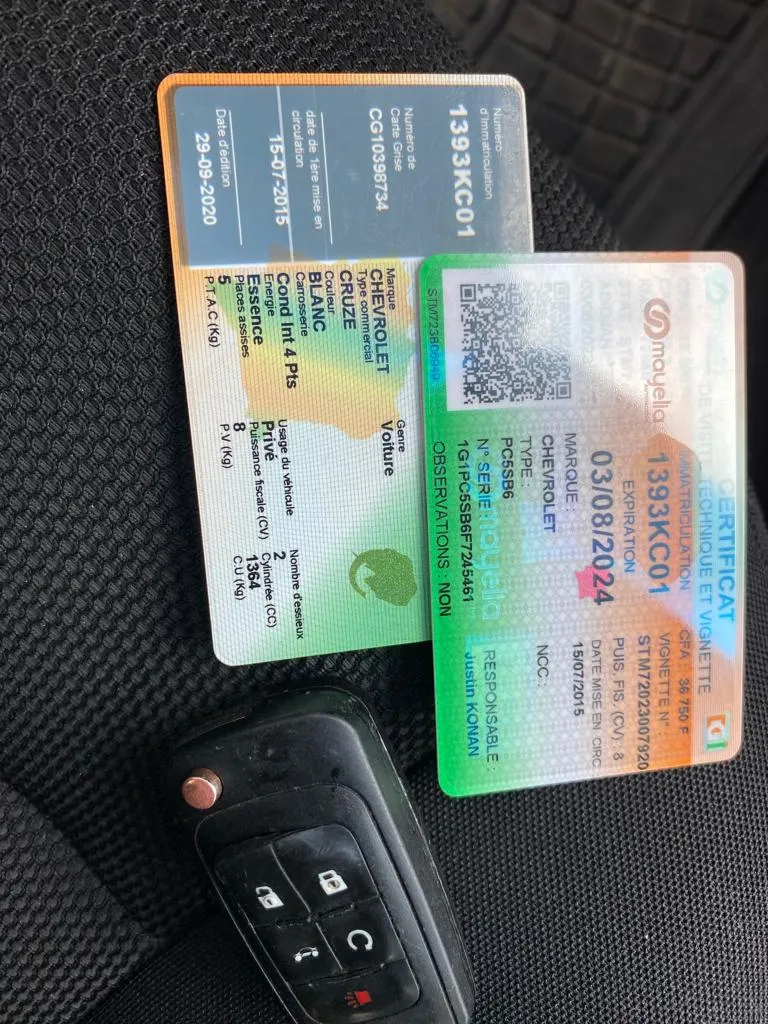 Numéro
d'Immatriculation
1393KC01
Numéro de
Carte Grise
CG10398734
date de 1ère mise en
circulation
15-07-2015
Date d'édition
29-09-2020
Marque
CHEVROLET
Type commercial
CRUZE
Couleur
BLANC
Carrosserie
Cond Int 4 Pts
Energie
Essence
Places assises
5
P.T.A.C (Kg)
Genre
Voiture
Usage du véhicule
Privé
Puissance fiscale (CV)
8
P.V (Kg)
Nombre d'essieux
2
Cylindrée (CC)
1364
C.U (Kg)
CERTIFICAT
DE VISITE TECHNIQUE ET VIGNETTE
mayelia
IMMATRICULATION
1393KC01
EXPIRATION
03/08/2024
CFA : 36 750 F
VIGNETTE N° :
STM72023007920
PUIS. FIS. (CV): 8
DATE MISE EN CIRC.
15/07/2015
MARQUE :
CHEVROLET
TYPE :
PC5SB6
N° SERIE
1G1PC5SB6F7245461
OBSERVATIONS : NON
NCC :
RESPONSABLE :
Justin KONAN
mayelia